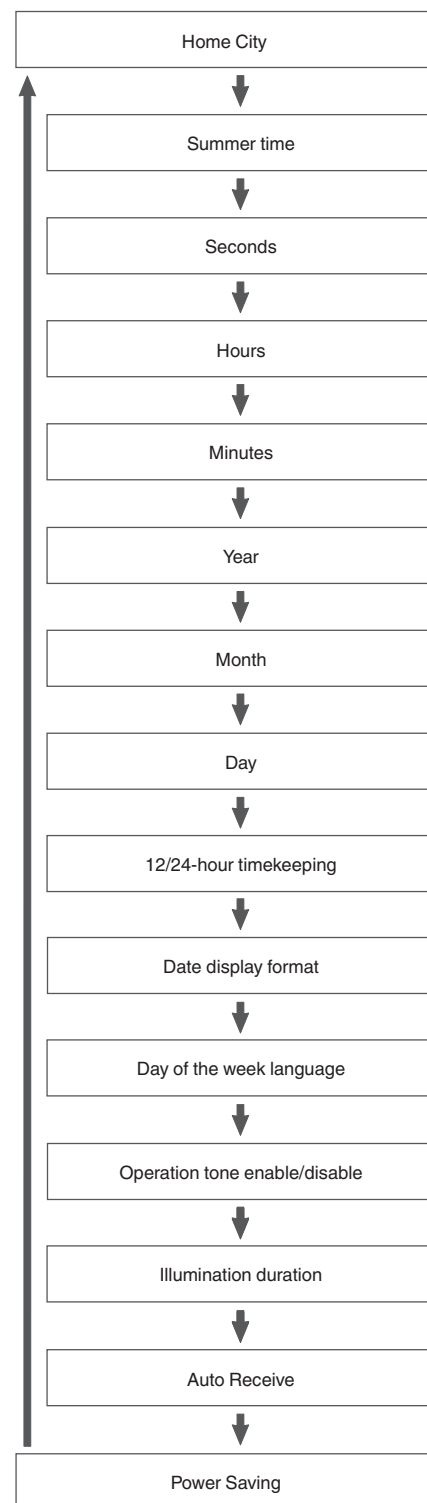 Home City
Summer time
Seconds
Hours
Minutes
Year
Month
Day
12/24-hour timekeeping
Date display format
Day of the week language
Operation tone enable/disable
Illumination duration
Auto Receive
Power Saving